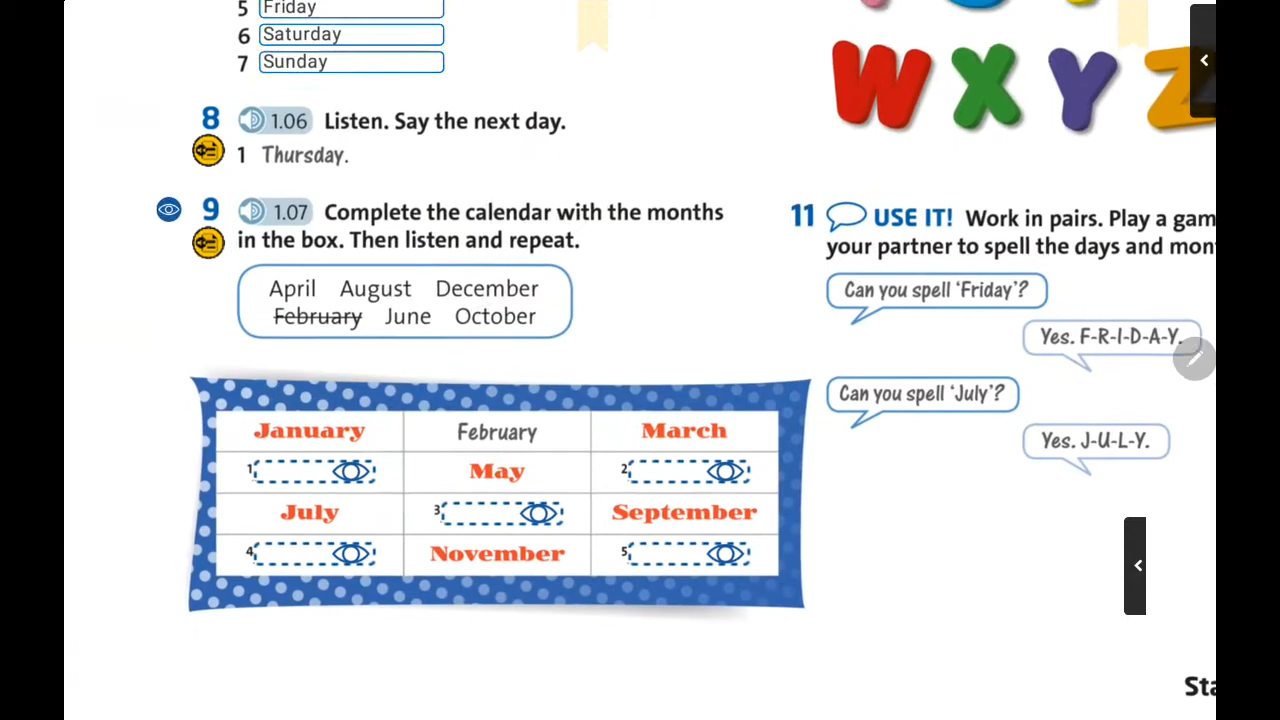 5 Friday
6 Saturday
7 Sunday
8 1.06 Listen. Say the next day.
1 Thursday.
9 1.07 Complete the calendar with the months
in the box. Then listen and repeat.
April August December
February June October
January February March
1 May 2
July 3 September
4 November 5
W X Y Z
11 USE IT! Work in pairs. Play a gam
your partner to spell the days and mon
Can you spell ‘Friday’?
Yes. F-R-I-D-A-Y.
Can you spell ‘July’?
Yes. J-U-L-Y.
Sta